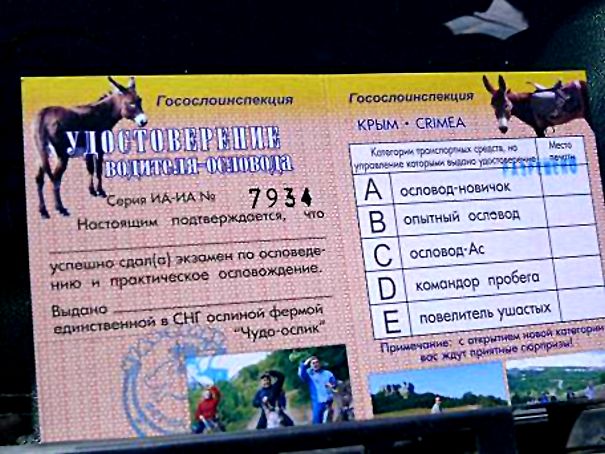 Госослоинспекция
УДОСТОВЕРЕНИЕ
ВОДИТЕЛЯ-ОСЛОВОДА
Серия ИА-ИА № 7934
Настоящим подтверждается, что
успешно сдал(а) экзамен по ословеде-
нию и практическое ословождение.
Выдано
единственной в СНГ ослиной фермой
"Чудо-ослик"
Госослоинспекция
КРЫМ • CRIMEA
Категории транспортных средств, на
управление которыми выдано удостоверение
Место
печати
РАЗРЕШЕНО
A ословод-новичок
B опытный ословод
C ословод-Ас
D командор пробега
E повелитель ушастых
Примечание: с открытием новой категории
вас ждут приятные сюрпризы!